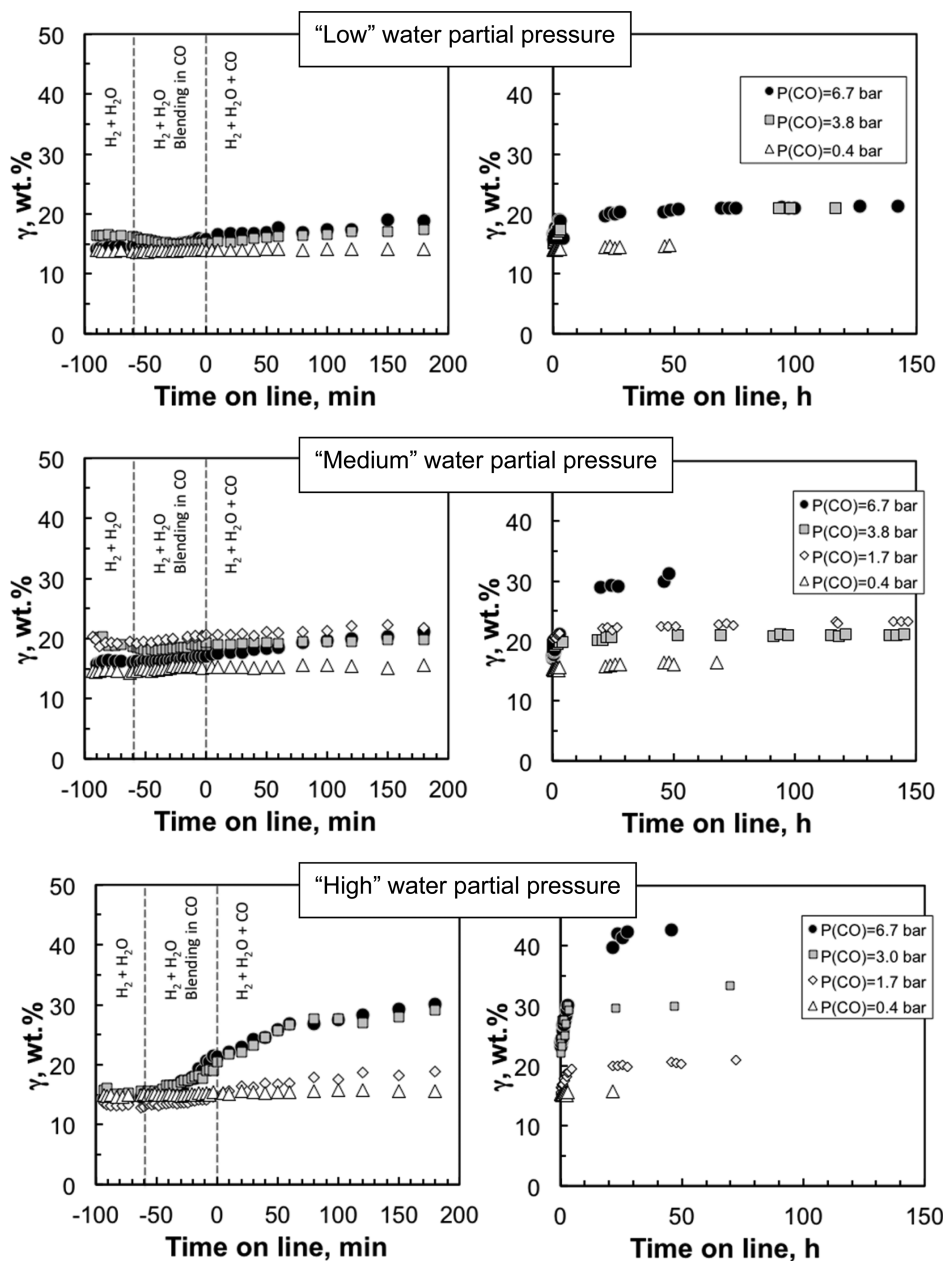 “Low” water partial pressure
50
40
30
20
10
0
γ, wt.%
H2 + H2O
H2 + H2O
Blending in CO
H2 + H2O + CO
-100
-50
0
50
100
150
200
Time on line, min
50
40
30
20
10
0
γ, wt.%
P(CO)=6.7 bar
P(CO)=3.8 bar
P(CO)=0.4 bar
0
50
100
150
Time on line, h
“Medium” water partial pressure
50
40
30
20
10
0
γ, wt.%
H2 + H2O
H2 + H2O
Blending in CO
H2 + H2O + CO
-100
-50
0
50
100
150
200
Time on line, min
40
30
20
10
0
γ, wt.%
P(CO)=6.7 bar
P(CO)=3.8 bar
P(CO)=1.7 bar
P(CO)=0.4 bar
0
50
100
150
Time on line, h
“High” water partial pressure
50
40
30
20
10
0
γ, wt.%
H2 + H2O
H2 + H2O
Blending in CO
H2 + H2O + CO
-100
-50
0
50
100
150
200
Time on line, min
50
40
30
20
10
0
γ, wt.%
P(CO)=6.7 bar
P(CO)=3.0 bar
P(CO)=1.7 bar
P(CO)=0.4 bar
0
50
100
150
Time on line, h